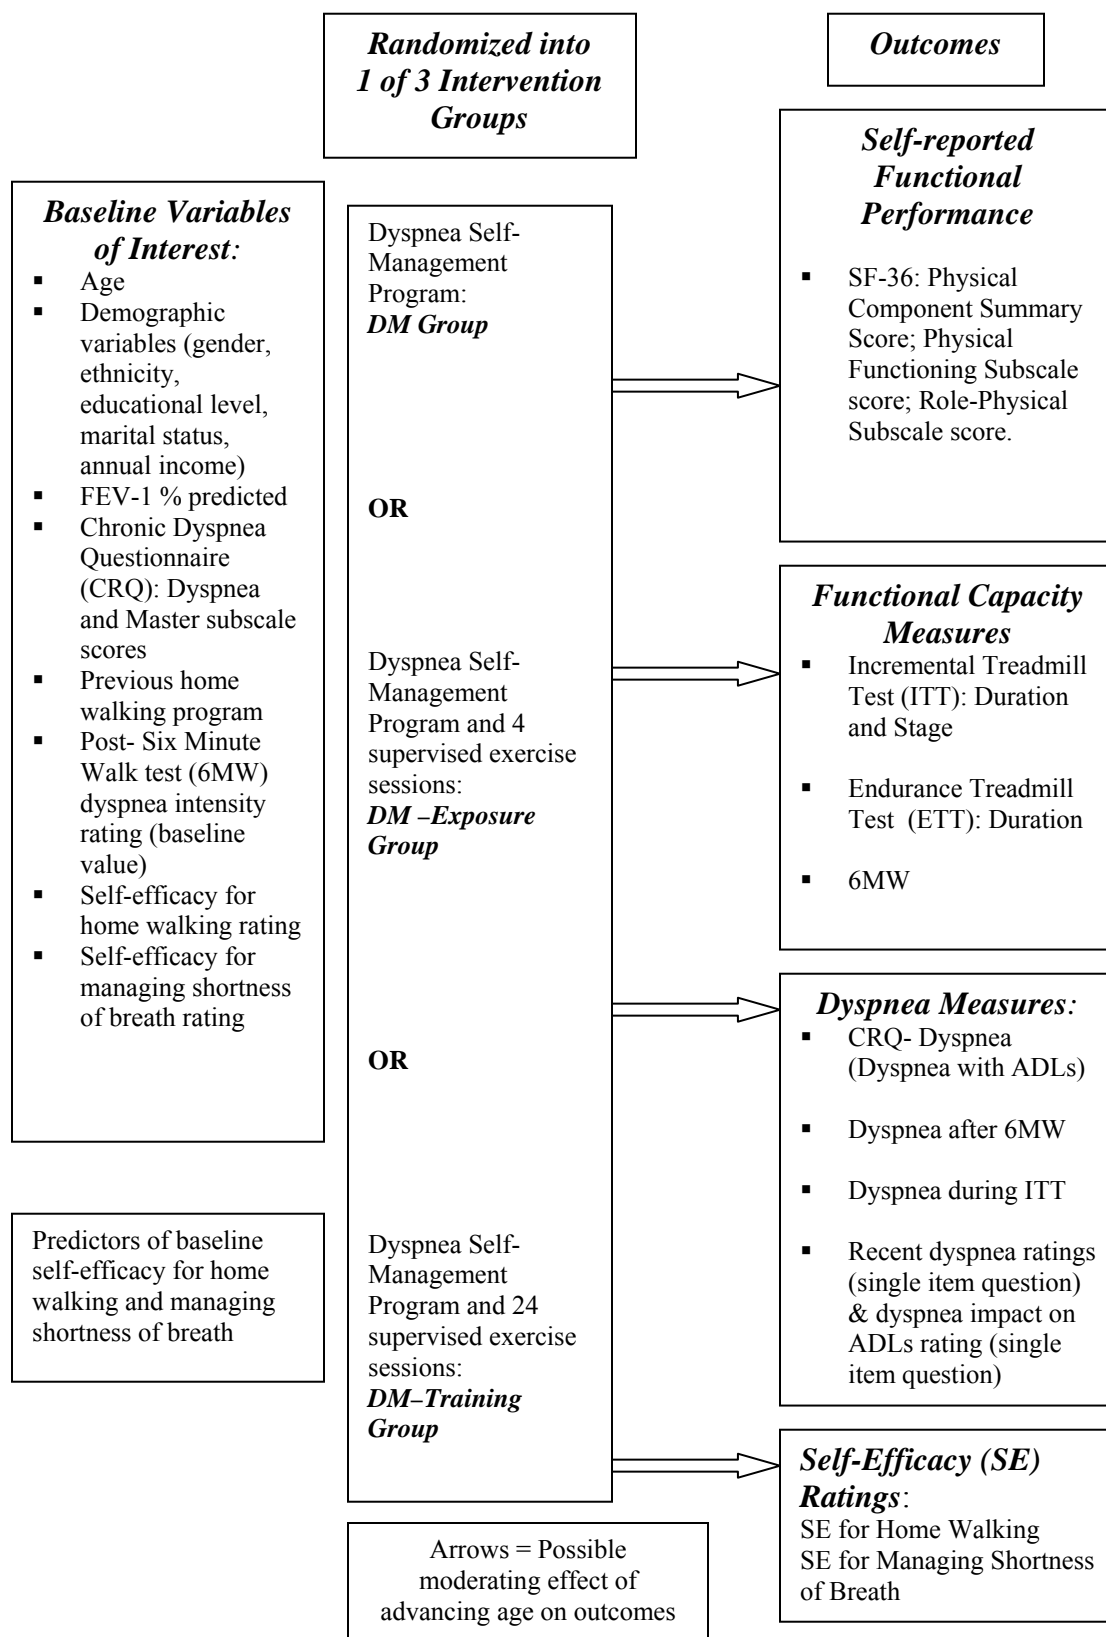 Randomized into
1 of 3 Intervention
Groups
Outcomes
Baseline Variables
of Interest:
▪ Age
▪ Demographic
variables (gender,
ethnicity,
educational level,
marital status,
annual income)
▪ FEV-1 % predicted
▪ Chronic Dyspnea
Questionnaire
(CRQ): Dyspnea
and Master subscale
scores
▪ Previous home
walking program
▪ Post- Six Minute
Walk test (6MW)
dyspnea intensity
rating (baseline
value)
▪ Self-efficacy for
home walking rating
▪ Self-efficacy for
managing shortness
of breath rating
Predictors of baseline
self-efficacy for home
walking and managing
shortness of breath
Dyspnea Self-
Management
Program:
DM Group
OR
Dyspnea Self-
Management
Program and 4
supervised exercise
sessions:
DM –Exposure
Group
OR
Dyspnea Self-
Management
Program and 24
supervised exercise
sessions:
DM–Training
Group
Arrows = Possible
moderating effect of
advancing age on outcomes
Self-reported
Functional
Performance
▪ SF-36: Physical
Component Summary
Score; Physical
Functioning Subscale
score; Role-Physical
Subscale score.
Functional Capacity
Measures
▪ Incremental Treadmill
Test (ITT): Duration
and Stage
▪ Endurance Treadmill
Test (ETT): Duration
▪ 6MW
Dyspnea Measures:
▪ CRQ- Dyspnea
(Dyspnea with ADLs)
▪ Dyspnea after 6MW
▪ Dyspnea during ITT
▪ Recent dyspnea ratings
(single item question)
& dyspnea impact on
ADLs rating (single
item question)
Self-Efficacy (SE)
Ratings:
SE for Home Walking
SE for Managing Shortness
of Breath